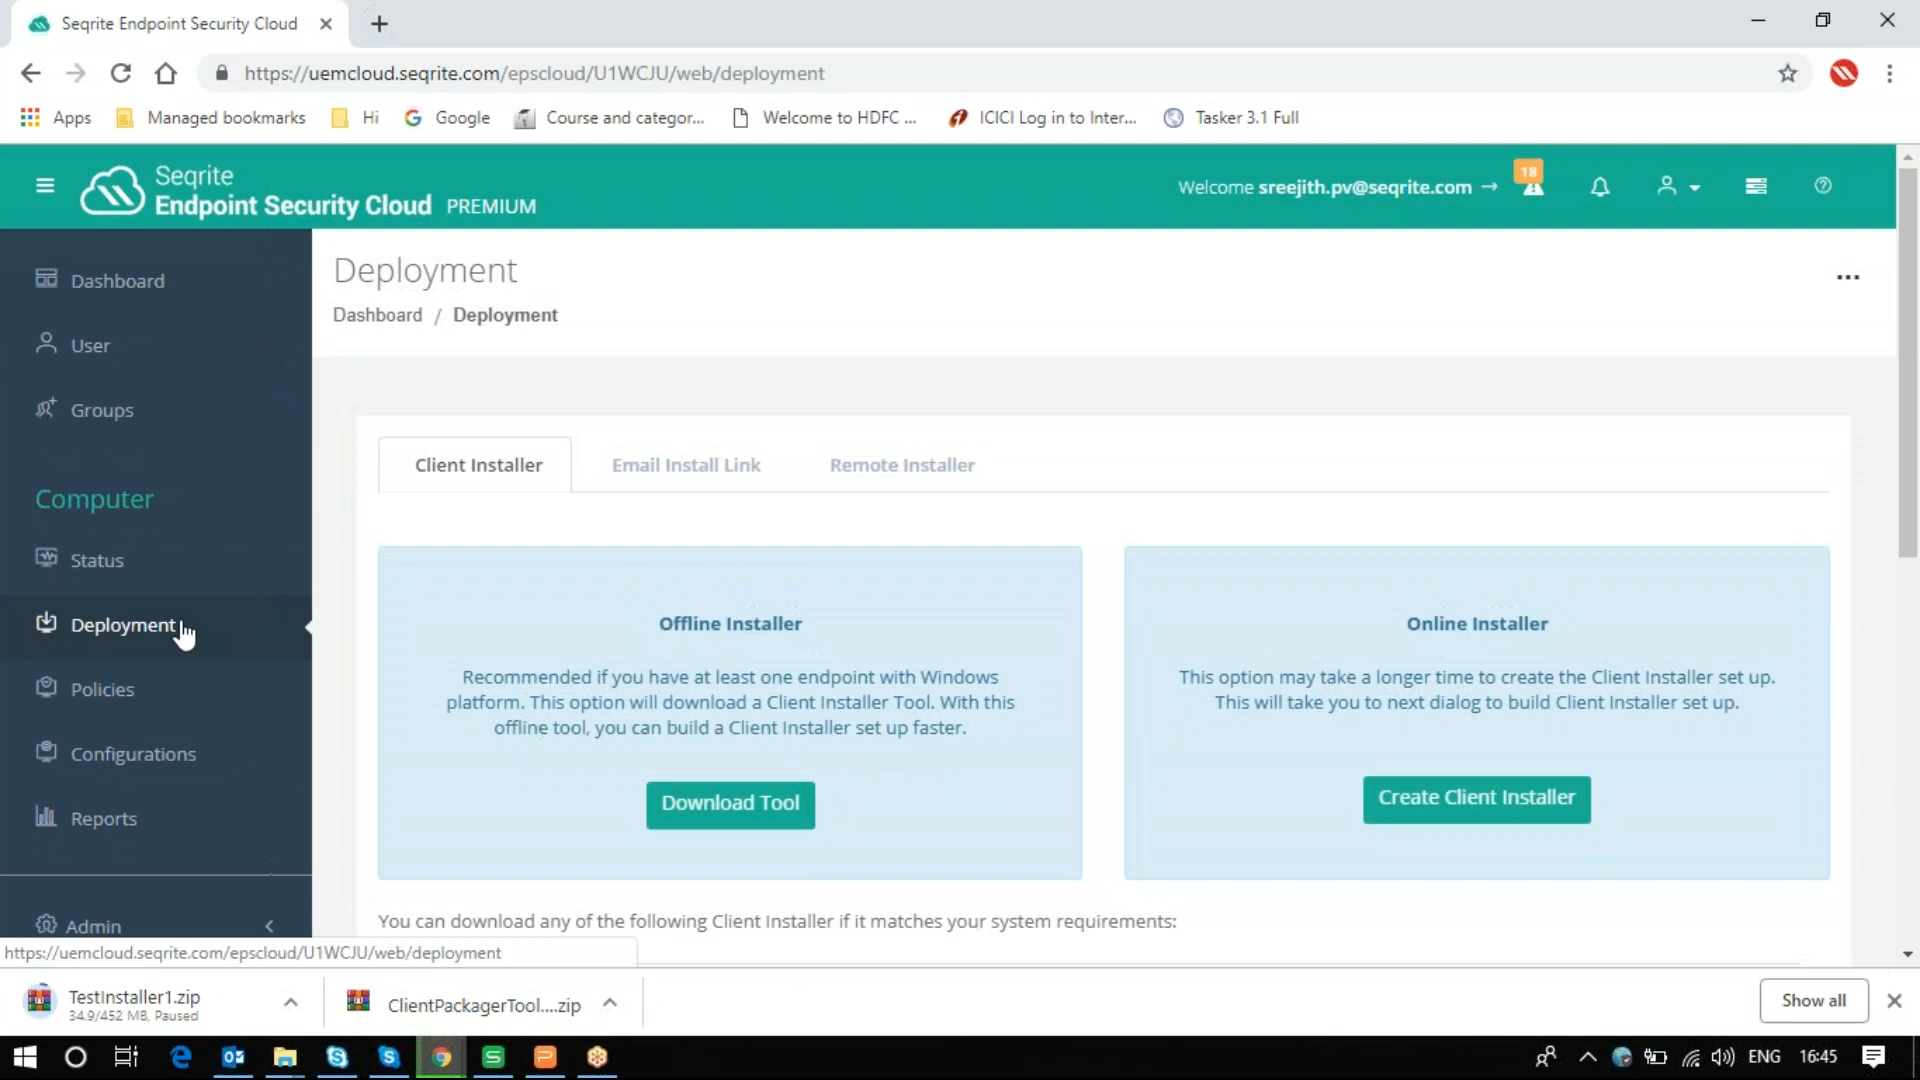 Seqrite Endpoint Security Cloud
https://uemcloud.seqrite.com/epscloud/U1WCJU/web/deployment
Apps Managed bookmarks Hi Google Course and categor... Welcome to HDFC ... ICICI Log in to Inter... Tasker 3.1 Full
Seqrite
Endpoint Security Cloud PREMIUM
Welcome sreejith.pv@seqrite.com → 18
Dashboard
User
Groups
Computer
Status
Deployment
Policies
Configurations
Reports
Admin
Deployment
...
Dashboard / Deployment
Client Installer Email Install Link Remote Installer
Offline Installer
Recommended if you have at least one endpoint with Windows
platform. This option will download a Client Installer Tool. With this
offline tool, you can build a Client Installer set up faster.
Download Tool
Online Installer
This option may take a longer time to create the Client Installer set up.
This will take you to next dialog to build Client Installer set up.
Create Client Installer
You can download any of the following Client Installer if it matches your system requirements:
https://uemcloud.seqrite.com/epscloud/U1WCJU/web/deployment
TestInstaller1.zip
34.9/452 MB, Paused
ClientPackagerTool....zip
Show all
ENG 16:45